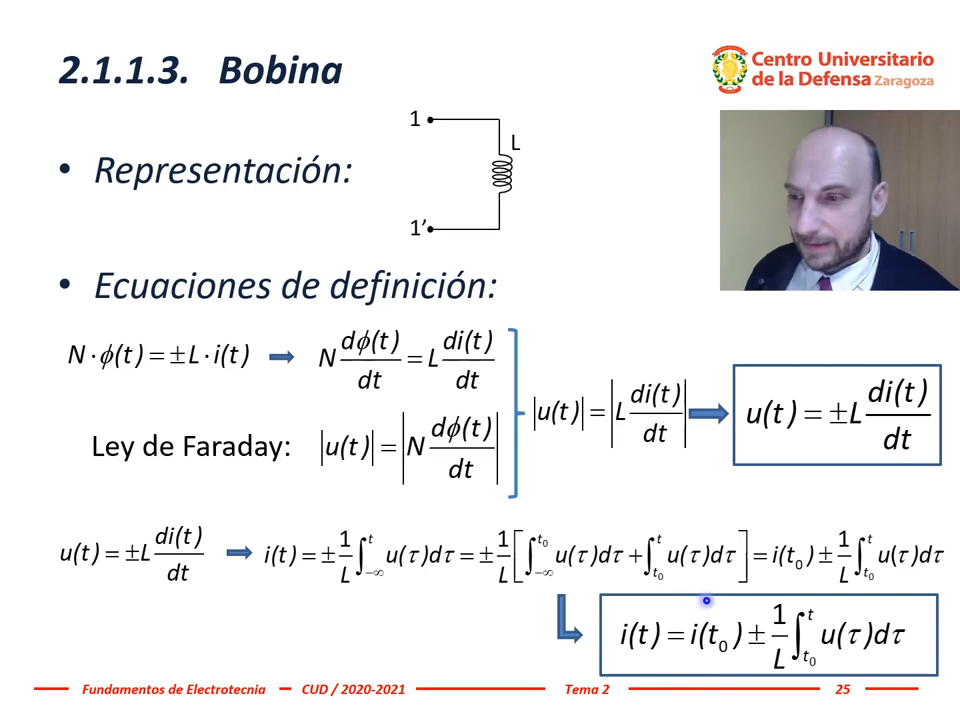 2.1.1.3. Bobina
Centro Universitario
de la Defensa Zaragoza
1
L
• Representación:
1’
• Ecuaciones de definición:
N·ϕ(t) = ±L·i(t)
N dϕ(t)/dt = L di(t)/dt
|u(t)| = |L di(t)/dt|
u(t) = ±L di(t)/dt
Ley de Faraday: |u(t)| = |N dϕ(t)/dt|
u(t) = ±L di(t)/dt
i(t) = ± 1/L ∫_{-∞}^{t} u(τ)dτ = ± 1/L [∫_{-∞}^{t₀} u(τ)dτ + ∫_{t₀}^{t} u(τ)dτ] = i(t₀) ± 1/L ∫_{t₀}^{t} u(τ)dτ
i(t) = i(t₀) ± 1/L ∫_{t₀}^{t} u(τ)dτ
Fundamentos de Electrotecnia CUD / 2020-2021 Tema 2 25